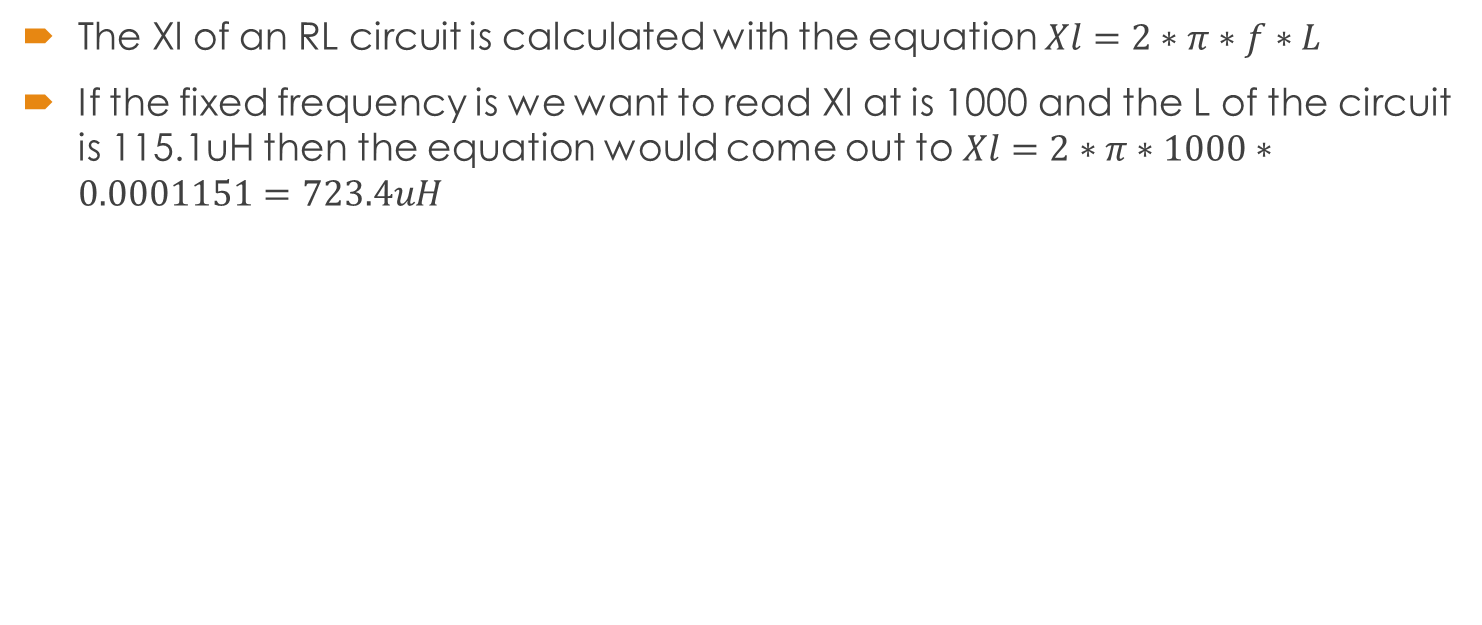 The Xl of an RL circuit is calculated with the equation 𝑋𝑙 = 2 ∗ 𝜋 ∗ 𝑓 ∗ 𝐿
If the fixed frequency is we want to read Xl at is 1000 and the L of the circuit
is 115.1uH then the equation would come out to 𝑋𝑙 = 2 ∗ 𝜋 ∗ 1000 ∗
0.0001151 = 723.4𝑢𝐻